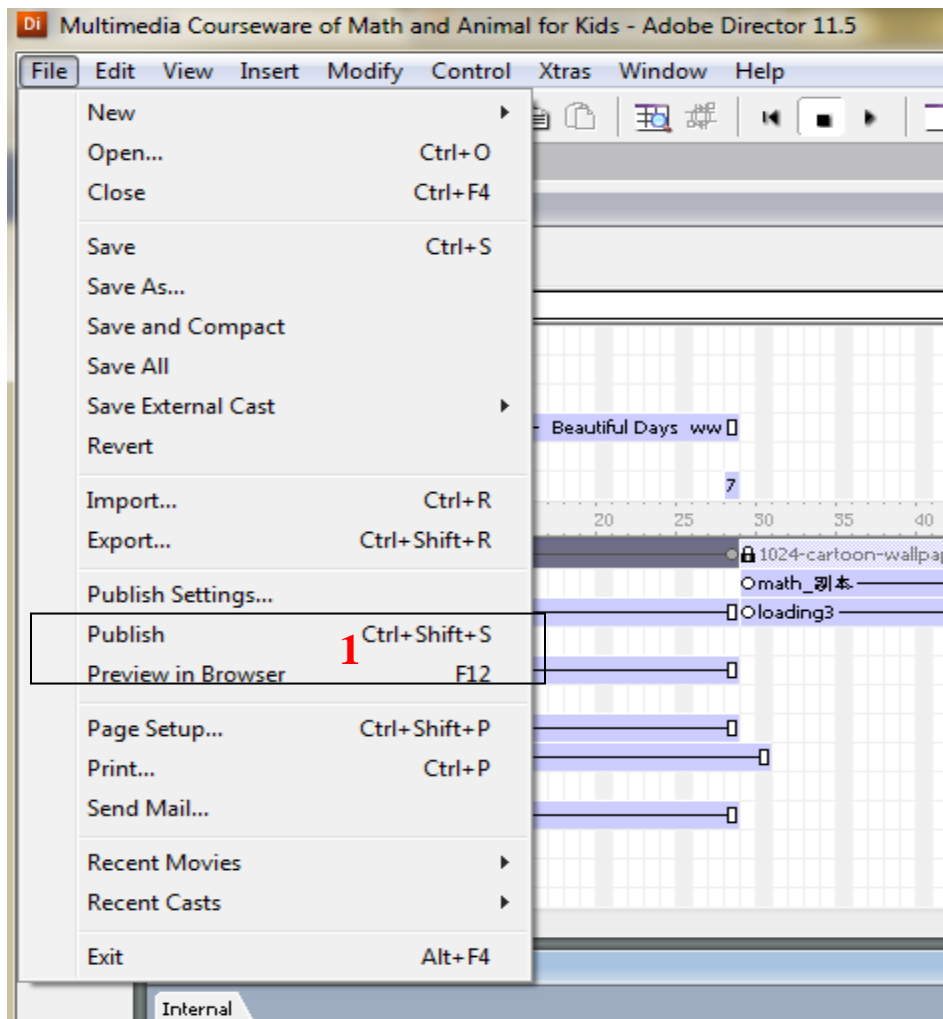 Di Multimedia Courseware of Math and Animal for Kids - Adobe Director 11.5
File Edit View Insert Modify Control Xtras Window Help
New
Open... Ctrl+O
Close Ctrl+F4
Save Ctrl+S
Save As...
Save and Compact
Save All
Save External Cast
Revert
Import... Ctrl+R
Export... Ctrl+Shift+R
Publish Settings...
Publish Ctrl+Shift+S
1
Preview in Browser F12
Page Setup... Ctrl+Shift+P
Print... Ctrl+P
Send Mail...
Recent Movies
Recent Casts
Exit Alt+F4
- Beautiful Days ww
7
20 25 30 35 40
1024-cartoon-wallpap
math_副本
loading3
Internal